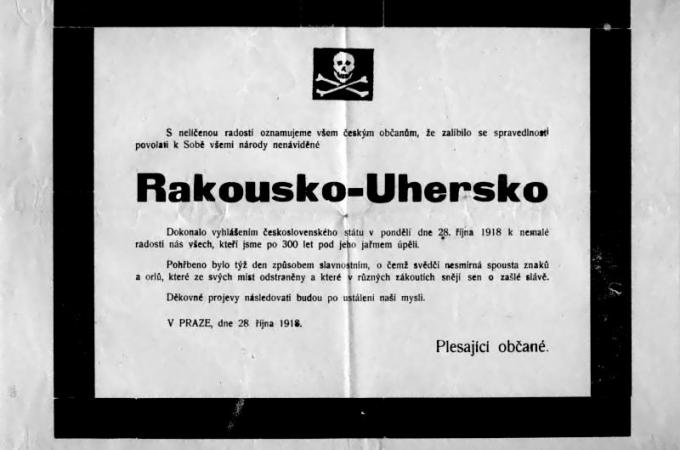 S nelíčenou radostí oznamujeme všem českým občanům, že zalíbilo se spravedlnosti
povolati k Sobě všemi národy nenáviděné
Rakousko-Uhersko
Dokonalo vyhlášením československého státu v pondělí dne 28. října 1918 k nemalé
radosti nás všech, kteří jsme po 300 let pod jeho jařmem úpěli.
Pohřbeno bylo týž den způsobem slavnostním, o čemž svědčí nesmírná spousta znaků
a orlů, které ze svých míst odstraněny a které v různých zákoutích snějí sen o zašlé slávě.
Děkovné projevy následovati budou po ustálení naší mysli.
V PRAZE, dne 28 října 1918.
Plesající občané.